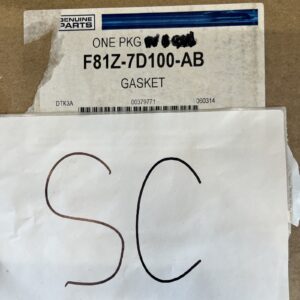 GENUINE
PARTS
ONE PKG
F81Z-7D100-AB
GASKET
DTK3A 00379771 060314
SC